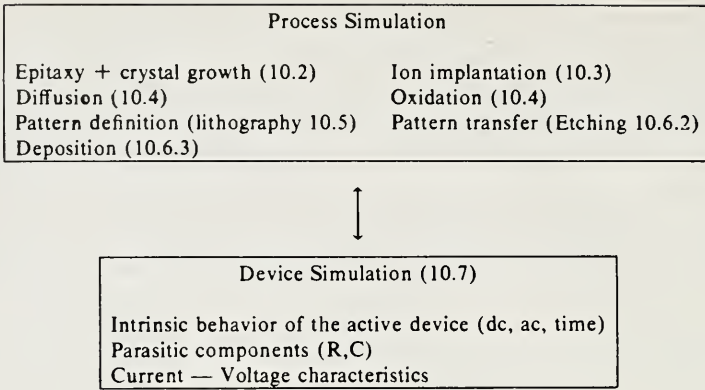 Process Simulation
Epitaxy + crystal growth (10.2) Ion implantation (10.3)
Diffusion (10.4) Oxidation (10.4)
Pattern definition (lithography 10.5) Pattern transfer (Etching 10.6.2)
Deposition (10.6.3)
Device Simulation (10.7)
Intrinsic behavior of the active device (dc, ac, time)
Parasitic components (R,C)
Current — Voltage characteristics